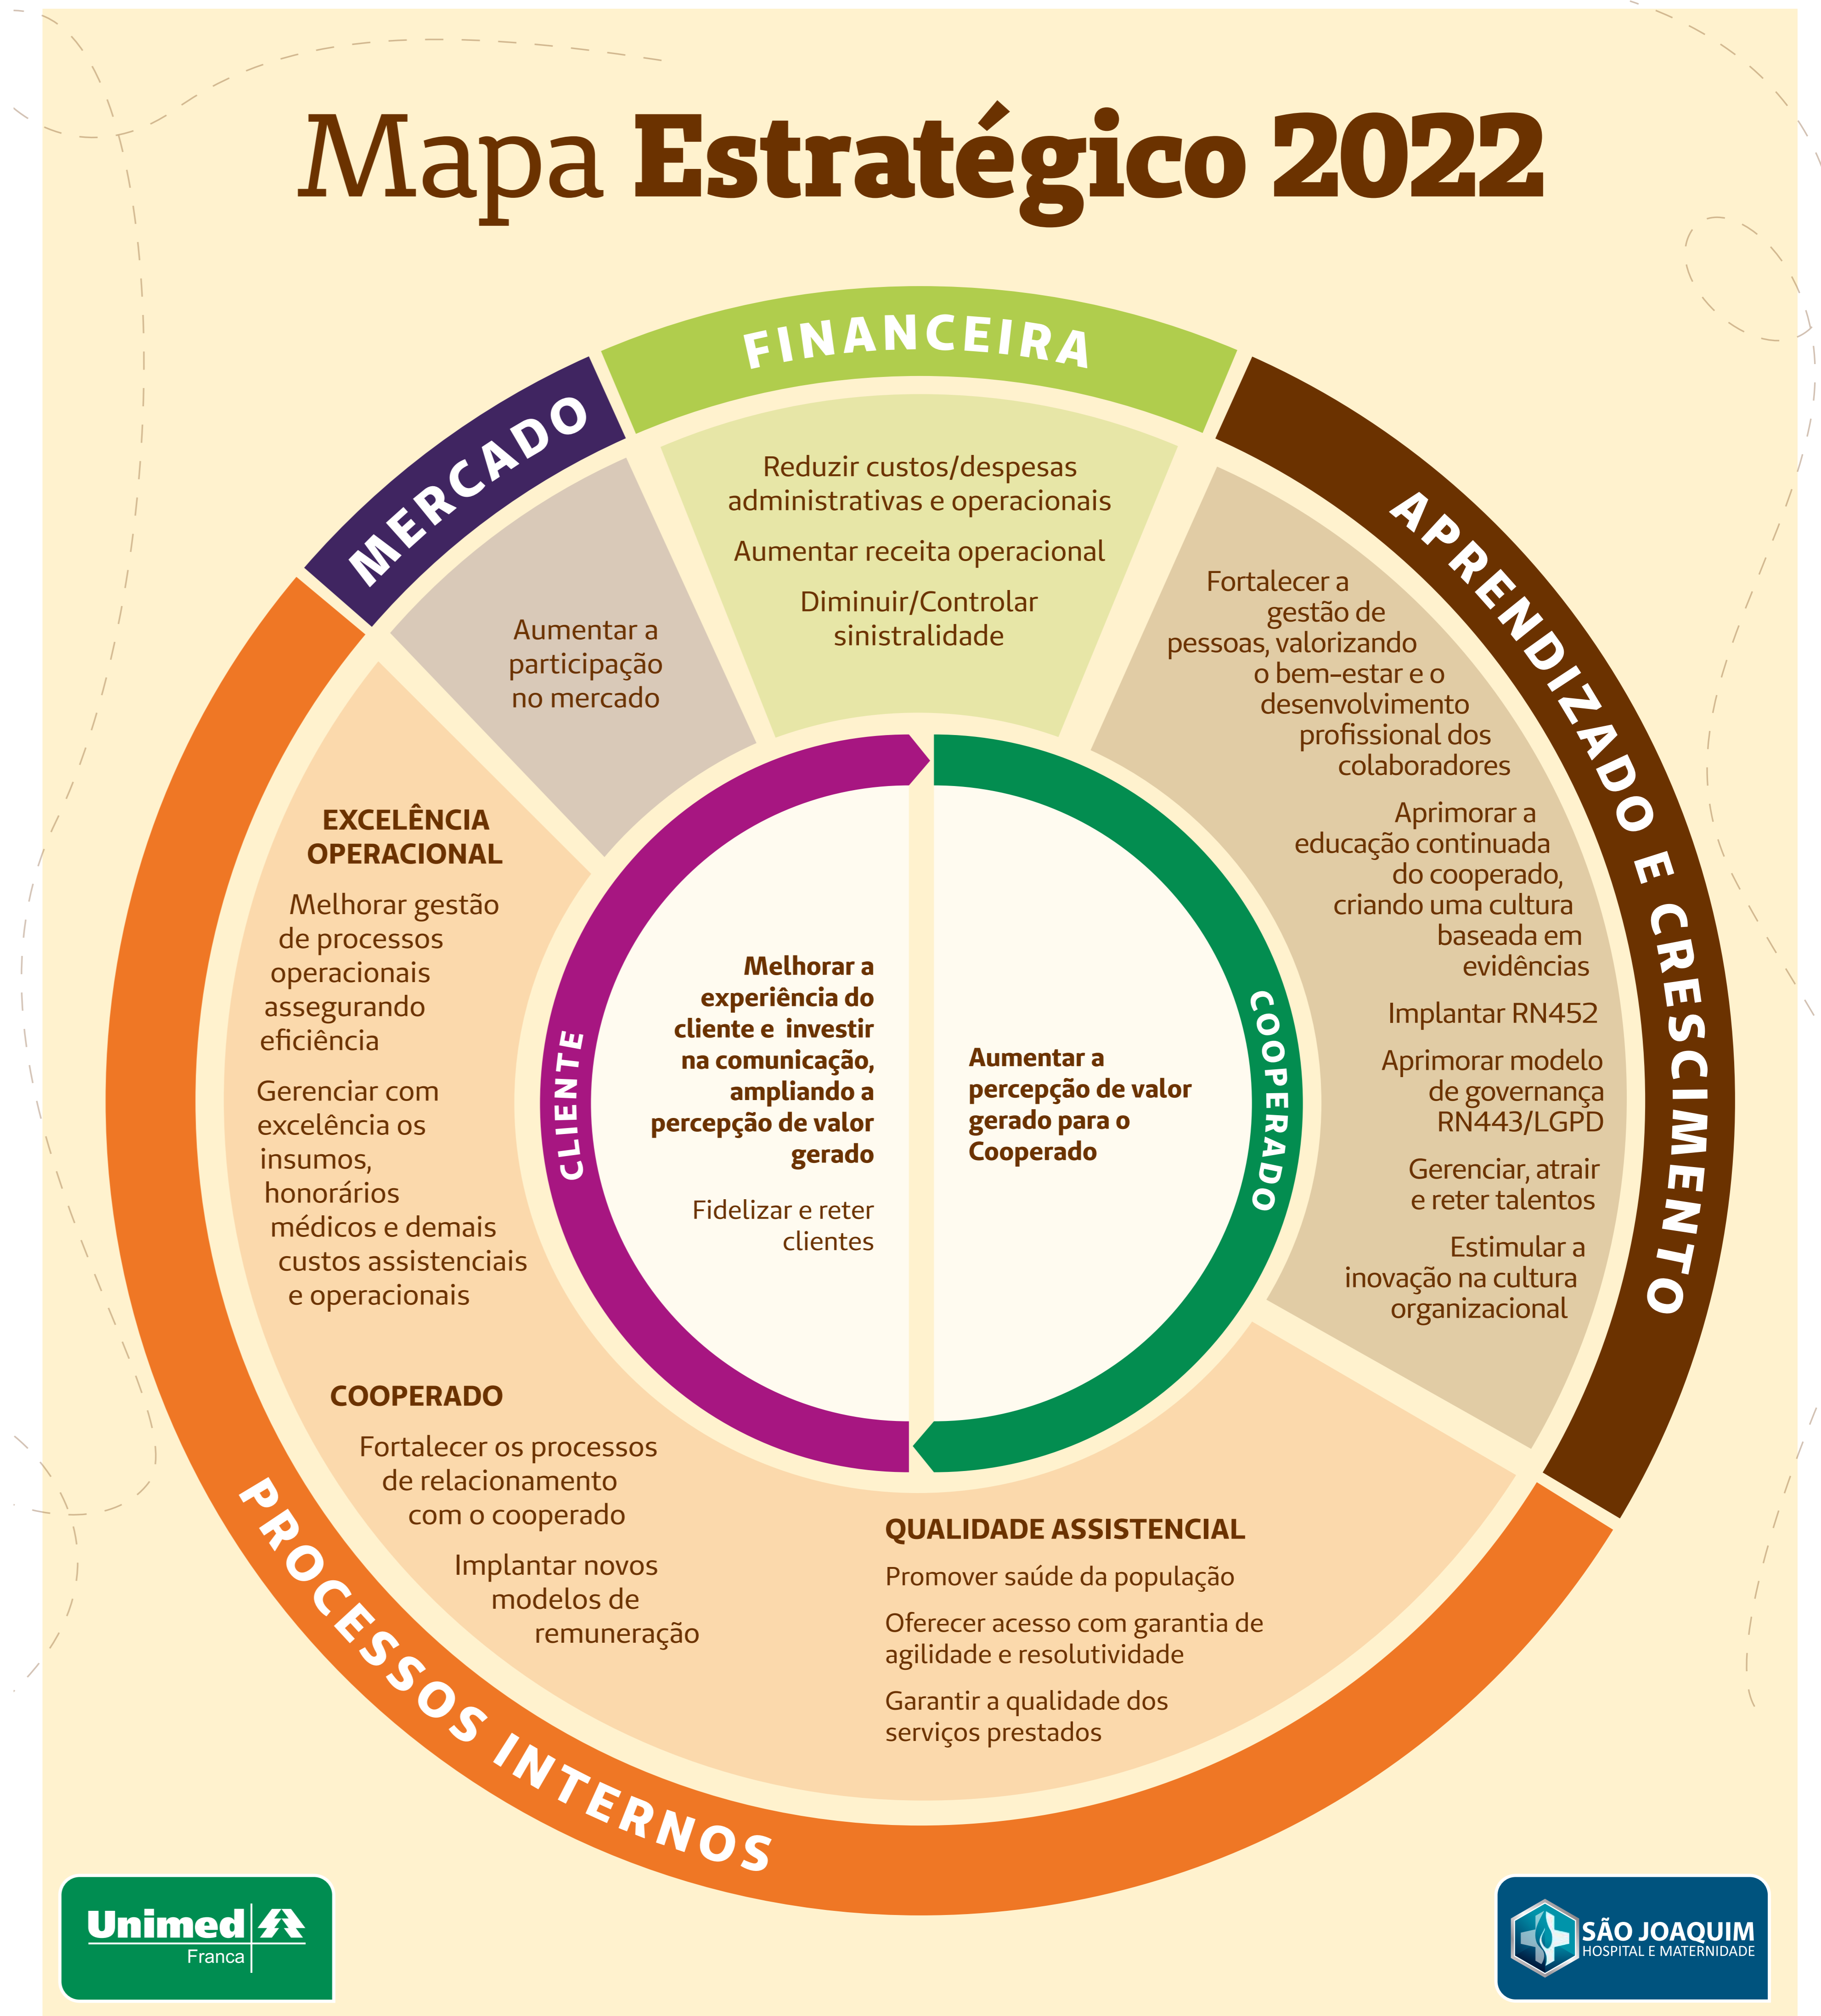 Mapa Estratégico 2022
FINANCEIRA
Reduzir custos/despesas
administrativas e operacionais
Aumentar receita operacional
Diminuir/Controlar
sinistralidade
MERCADO
Aumentar a
participação
no mercado
APRENDIZADO E CRESCIMENTO
Fortalecer a
gestão de
pessoas, valorizando
o bem-estar e o
desenvolvimento
profissional dos
colaboradores
Aprimorar a
educação continuada
do cooperado,
criando uma cultura
baseada em
evidências
Implantar RN452
Aprimorar modelo
de governança
RN443/LGPD
Gerenciar, atrair
e reter talentos
Estimular a
inovação na cultura
organizacional
CLIENTE
Melhorar a
experiência do
cliente e investir
na comunicação,
ampliando a
percepção de valor
gerado
Fidelizar e reter
clientes
COOPERADO
Aumentar a
percepção de valor
gerado para o
Cooperado
PROCESSOS INTERNOS
EXCELÊNCIA
OPERACIONAL
Melhorar gestão
de processos
operacionais
assegurando
eficiência
Gerenciar com
excelência os
insumos,
honorários
médicos e demais
custos assistenciais
e operacionais
COOPERADO
Fortalecer os processos
de relacionamento
com o cooperado
Implantar novos
modelos de
remuneração
QUALIDADE ASSISTENCIAL
Promover saúde da população
Oferecer acesso com garantia de
agilidade e resolutividade
Garantir a qualidade dos
serviços prestados
Unimed
Franca
SÃO JOAQUIM
HOSPITAL E MATERNIDADE